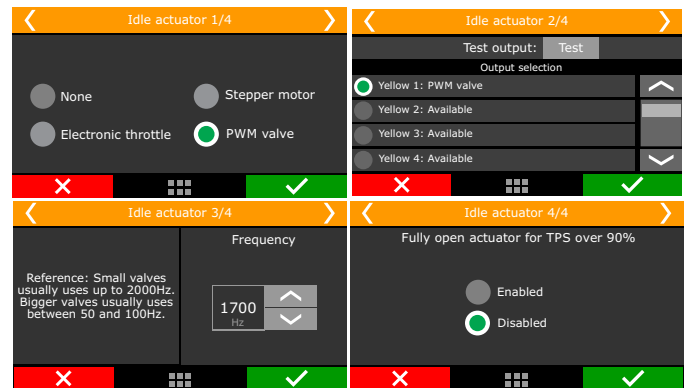 Idle actuator 1/4
None
Stepper motor
Electronic throttle
PWM valve
Idle actuator 2/4
Test output: Test
Output selection
Yellow 1: PWM valve
Yellow 2: Available
Yellow 3: Available
Yellow 4: Available
Idle actuator 3/4
Reference: Small valves
usually uses up to 2000Hz.
Bigger valves usually uses
between 50 and 100Hz.
Frequency
1700
Hz
Idle actuator 4/4
Fully open actuator for TPS over 90%
Enabled
Disabled